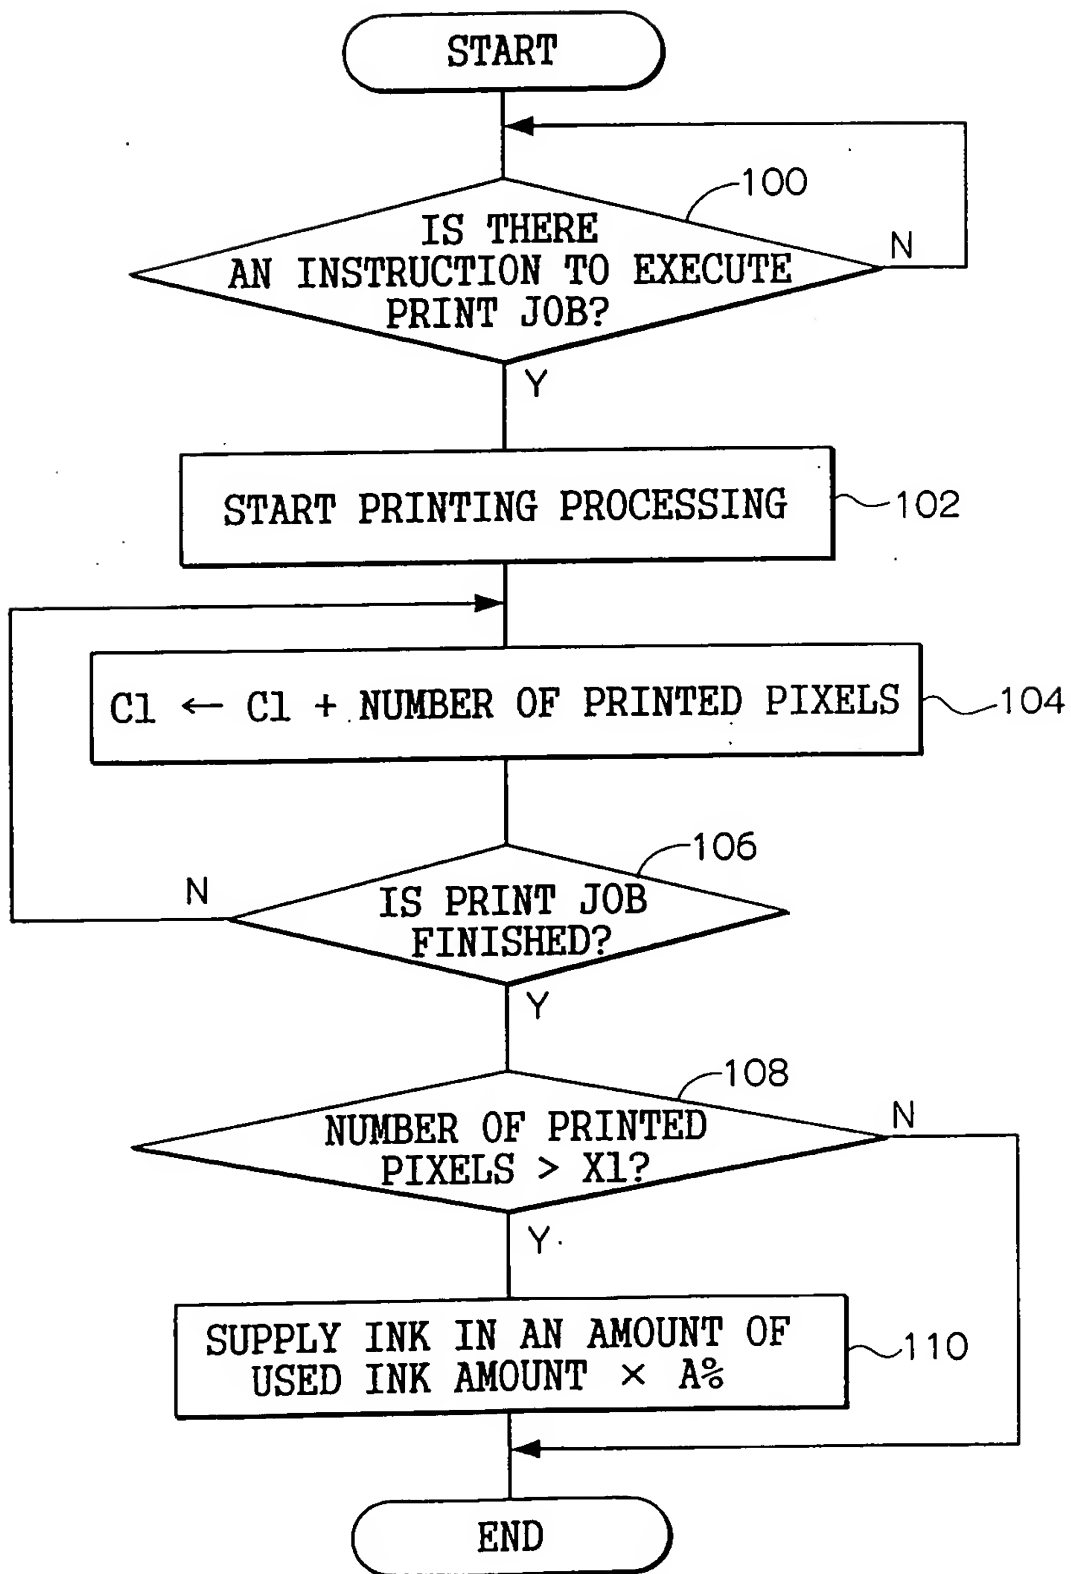 START
100
IS THERE
AN INSTRUCTION TO EXECUTE
PRINT JOB?
N
Y
START PRINTING PROCESSING
102
C1 ← C1 + NUMBER OF PRINTED PIXELS
104
106
N
IS PRINT JOB
FINISHED?
Y
108
N
NUMBER OF PRINTED
PIXELS > X1?
Y
SUPPLY INK IN AN AMOUNT OF
USED INK AMOUNT × A%
110
END